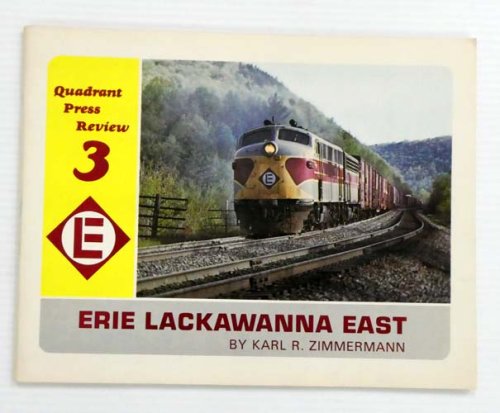 Quadrant
Press
Review
3
E
E
ERIE LACKAWANNA EAST
BY KARL R. ZIMMERMANN